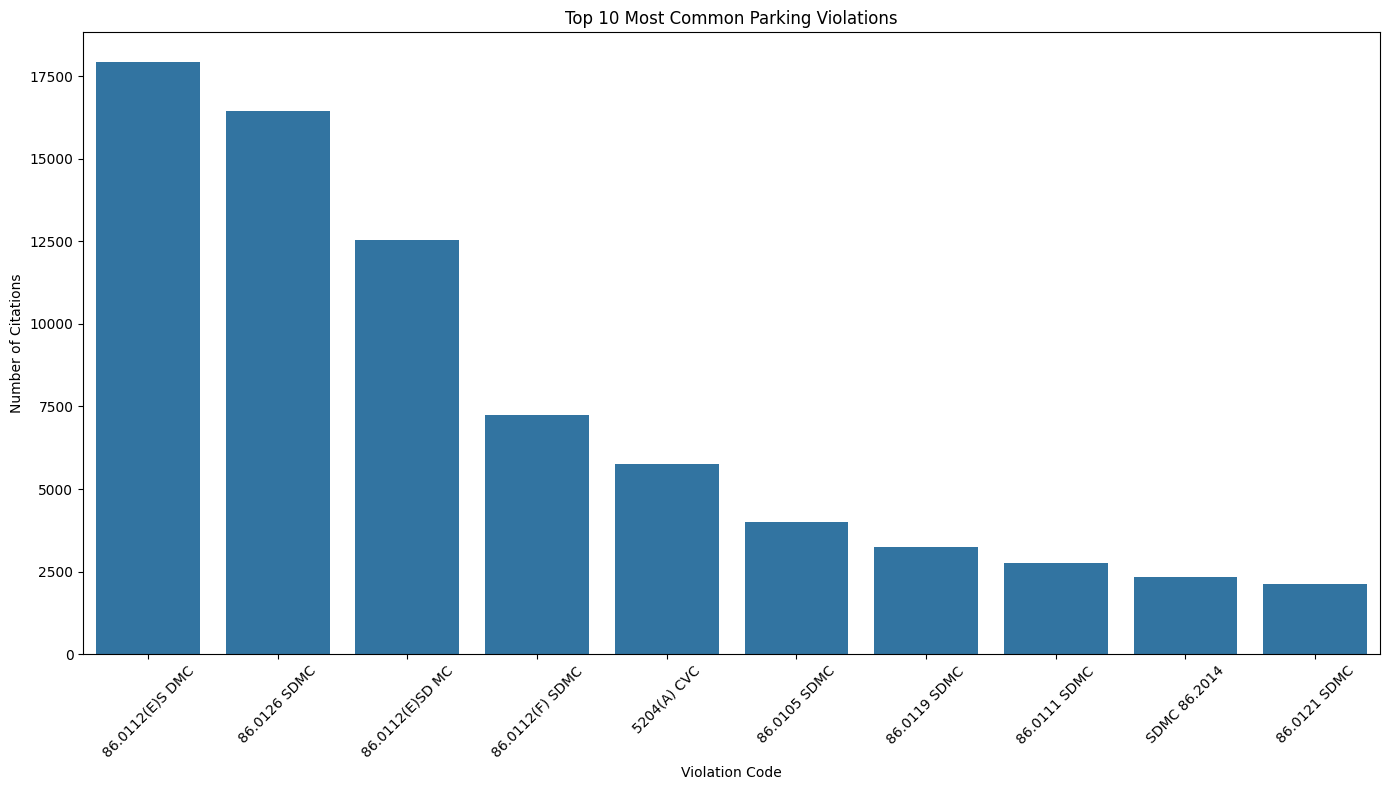 Top 10 Most Common Parking Violations
Number of Citations
17500
15000
12500
10000
7500
5000
2500
0
86.0112(E)S DMC
86.0126 SDMC
86.0112(E)SD MC
86.0112(F) SDMC
5204(A) CVC
86.0105 SDMC
86.0119 SDMC
86.0111 SDMC
SDMC 86.2014
86.0121 SDMC
Violation Code